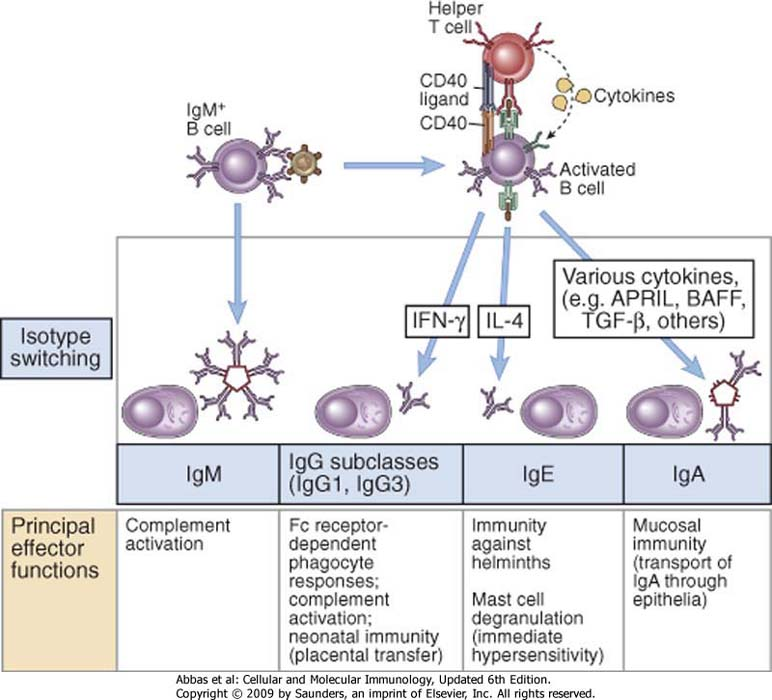 Helper
T cell
CD40
ligand
CD40
Cytokines
IgM+
B cell
Activated
B cell
Isotype
switching
IFN-γ
IL-4
Various cytokines,
(e.g. APRIL, BAFF,
TGF-β, others)
IgM
IgG subclasses
(IgG1, IgG3)
IgE
IgA
Principal
effector
functions
Complement
activation
Fc receptor-
dependent
phagocyte
responses;
complement
activation;
neonatal immunity
(placental transfer)
Immunity
against
helminths
Mast cell
degranulation
(immediate
hypersensitivity)
Mucosal
immunity
(transport of
IgA through
epithelia)
Abbas et al: Cellular and Molecular Immunology, Updated 6th Edition.
Copyright © 2009 by Saunders, an imprint of Elsevier, Inc. All rights reserved.